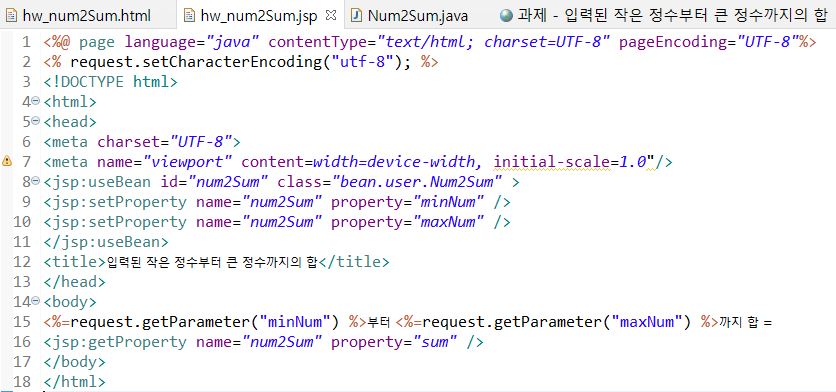 hw_num2Sum.html hw_num2Sum.jsp Num2Sum.java 과제 - 입력된 작은 정수부터 큰 정수까지의 합
1 <%@ page language="java" contentType="text/html; charset=UTF-8" pageEncoding="UTF-8"%>
2 <% request.setCharacterEncoding("utf-8"); %>
3 <!DOCTYPE html>
4 <html>
5 <head>
6 <meta charset="UTF-8">
7 <meta name="viewport" content=width=device-width, initial-scale=1.0"/>
8 <jsp:useBean id="num2Sum" class="bean.user.Num2Sum" >
9 <jsp:setProperty name="num2Sum" property="minNum" />
10 <jsp:setProperty name="num2Sum" property="maxNum" />
11 </jsp:useBean>
12 <title>입력된 작은 정수부터 큰 정수까지의 합</title>
13 </head>
14 <body>
15 <%=request.getParameter("minNum") %>부터 <%=request.getParameter("maxNum") %>까지 합 =
16 <jsp:getProperty name="num2Sum" property="sum" />
17 </body>
18 </html>